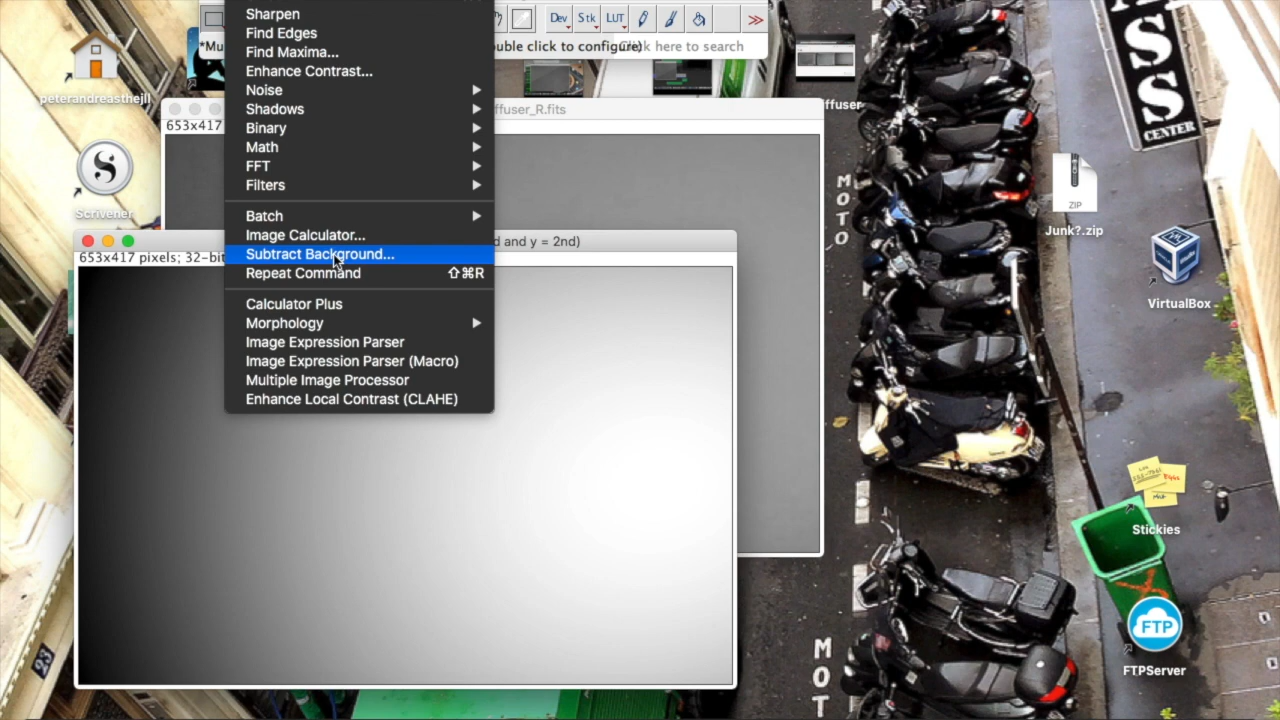 Sharpen
Find Edges
Find Maxima...
Enhance Contrast...
Noise
Shadows
Binary
Math
FFT
Filters
Batch
Image Calculator...
Subtract Background...
Repeat Command ⇧⌘R
Calculator Plus
Morphology
Image Expression Parser
Image Expression Parser (Macro)
Multiple Image Processor
Enhance Local Contrast (CLAHE)
Dev Stk LUT >>
*Mu
ouble click to configure)
Click here to search
ffuser_R.fits
653x417
d and y = 2nd)
653x417 pixels; 32-bit
peterandreasthejll
S
Scrivener
ffuser
SS
CENTER
ZIP
Junk?.zip
VirtualBox
Stickies
FTP
FTPServer
MOTO
MOT
23